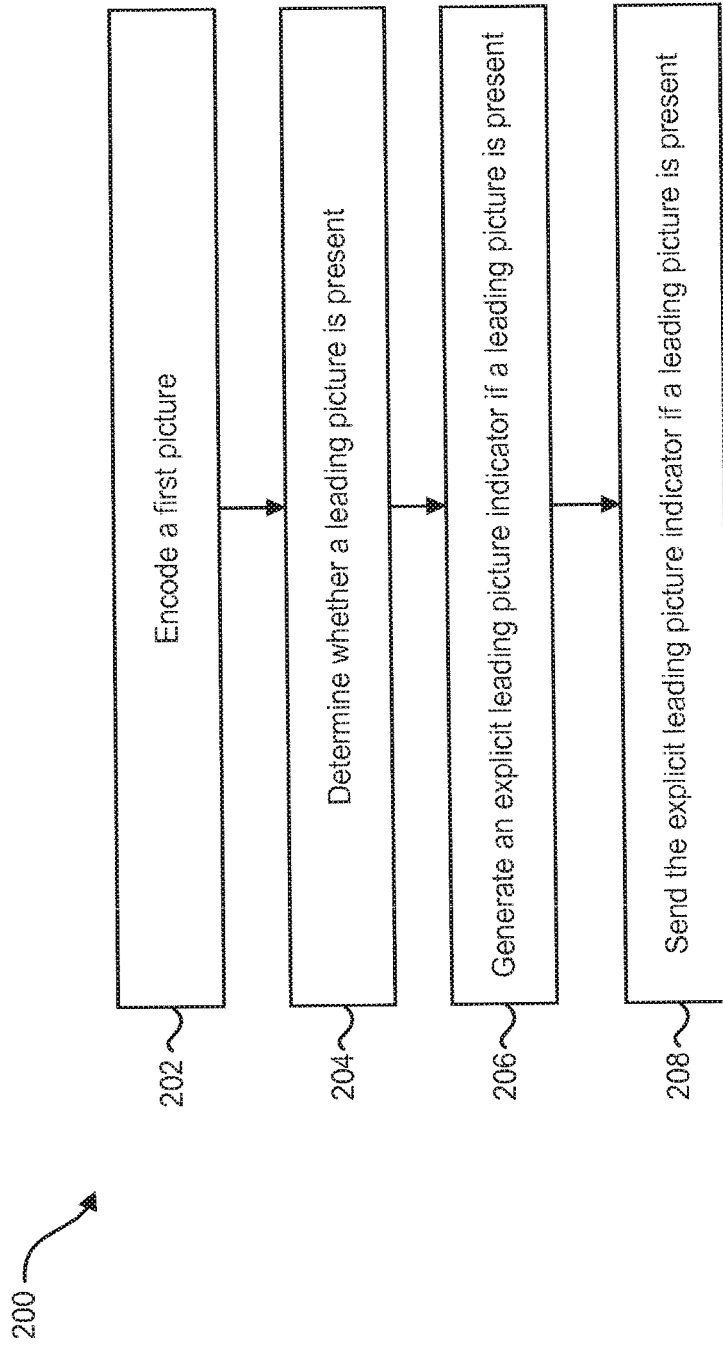 200
202
Encode a first picture
204
Determine whether a leading picture is present
206
Generate an explicit leading picture indicator if a leading picture is present
208
Send the explicit leading picture indicator if a leading picture is present